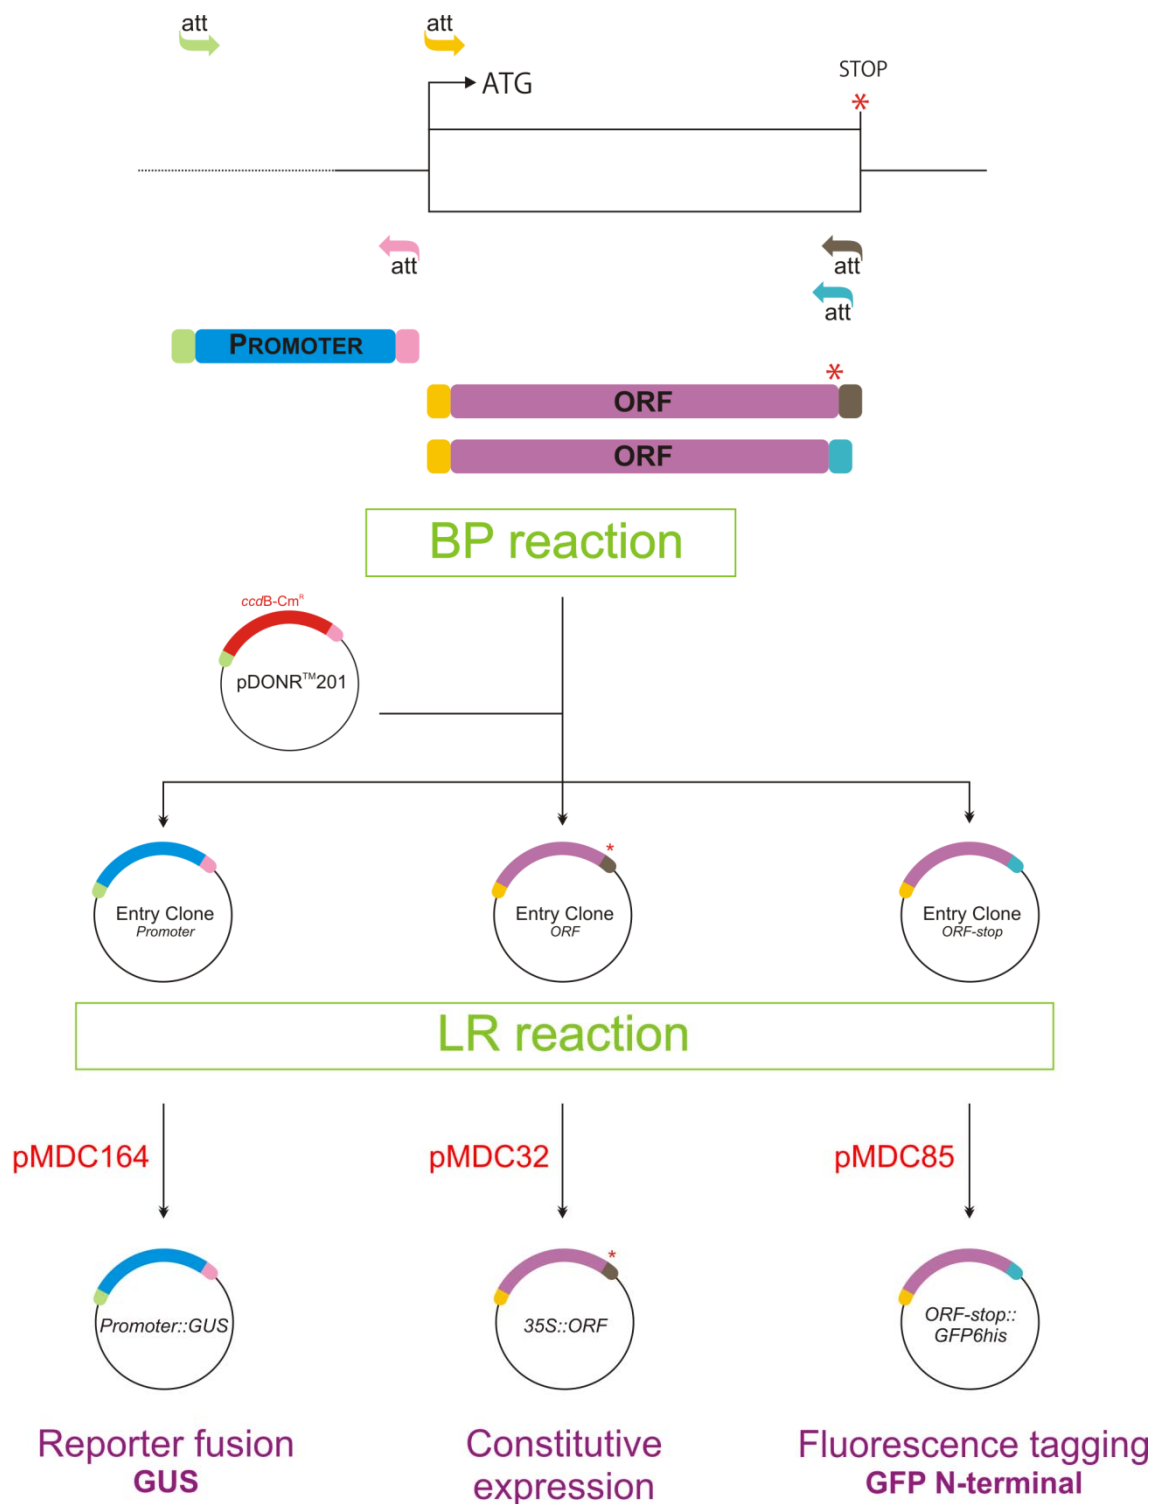 att
att
ATG
STOP
*
att
att
att
PROMOTER
*
ORF
ORF
BP reaction
ccdB-Cmᴿ
pDONR™201
*
Entry Clone
Promoter
Entry Clone
ORF
Entry Clone
ORF-stop
LR reaction
pMDC164
pMDC32
pMDC85
*
Promoter::GUS
35S::ORF
ORF-stop::
GFP6his
Reporter fusion
GUS
Constitutive
expression
Fluorescence tagging
GFP N-terminal